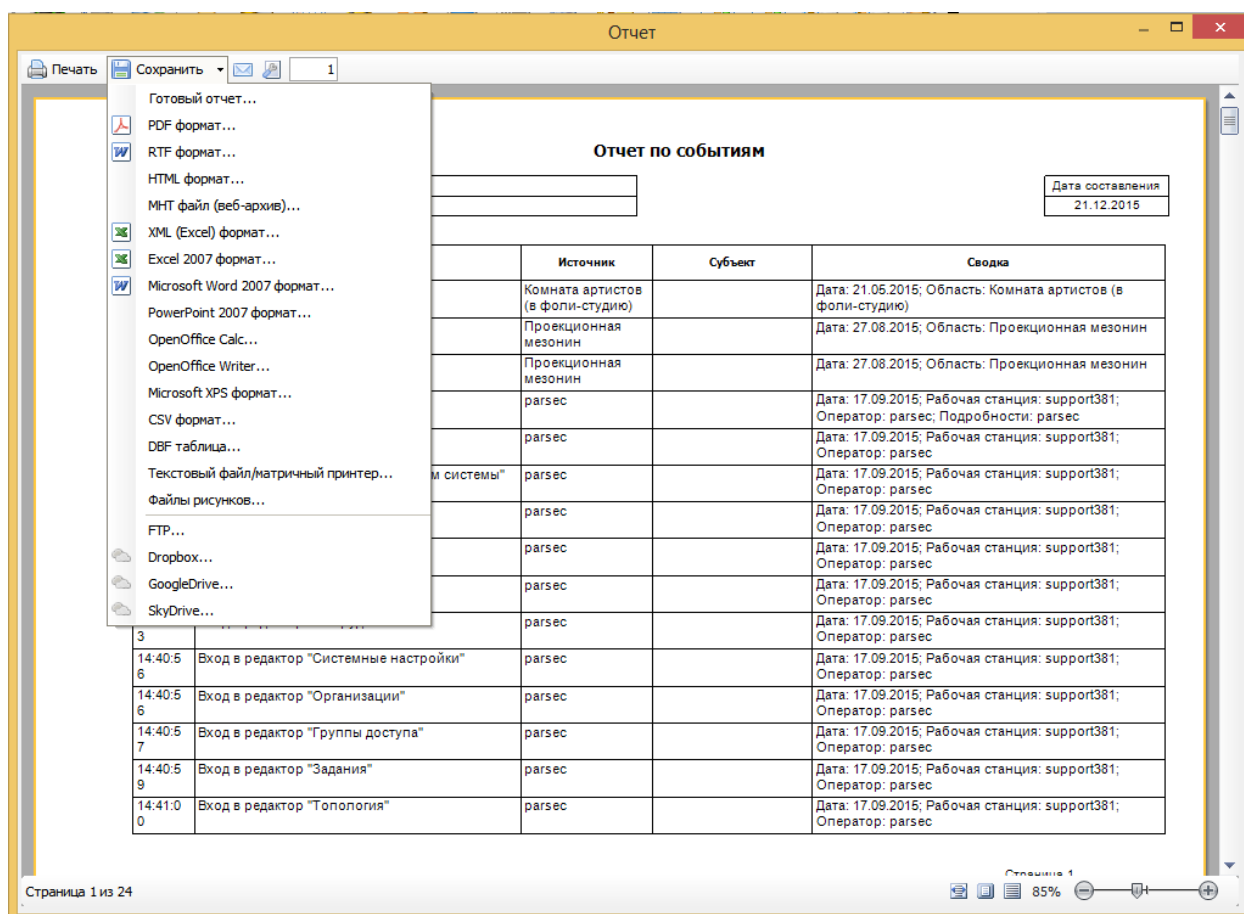 Отчет
Печать Сохранить 1
Готовый отчет...
PDF формат...
RTF формат...
HTML формат...
MHT файл (веб-архив)...
XML (Excel) формат...
Excel 2007 формат...
Microsoft Word 2007 формат...
PowerPoint 2007 формат...
OpenOffice Calc...
OpenOffice Writer...
Microsoft XPS формат...
CSV формат...
DBF таблица...
Текстовый файл/матричный принтер...
Файлы рисунков...
FTP...
Dropbox...
GoogleDrive...
SkyDrive...
Отчет по событиям
Дата составления
21.12.2015
Источник Субъект Сводка
Комната артистов Дата: 21.05.2015; Область: Комната артистов (в
(в фоли-студию) фоли-студию)
Проекционная Дата: 27.08.2015; Область: Проекционная мезонин
мезонин
Проекционная Дата: 27.08.2015; Область: Проекционная мезонин
мезонин
parsec Дата: 17.09.2015; Рабочая станция: support381;
Оператор: parsec; Подробности: parsec
parsec Дата: 17.09.2015; Рабочая станция: support381;
Оператор: parsec
системы" parsec Дата: 17.09.2015; Рабочая станция: support381;
Оператор: parsec
parsec Дата: 17.09.2015; Рабочая станция: support381;
Оператор: parsec
parsec Дата: 17.09.2015; Рабочая станция: support381;
Оператор: parsec
parsec Дата: 17.09.2015; Рабочая станция: support381;
Оператор: parsec
parsec Дата: 17.09.2015; Рабочая станция: support381;
3 Оператор: parsec
14:40:5 Вход в редактор "Системные настройки" parsec Дата: 17.09.2015; Рабочая станция: support381;
6 Оператор: parsec
14:40:5 Вход в редактор "Организации" parsec Дата: 17.09.2015; Рабочая станция: support381;
6 Оператор: parsec
14:40:5 Вход в редактор "Группы доступа" parsec Дата: 17.09.2015; Рабочая станция: support381;
7 Оператор: parsec
14:40:5 Вход в редактор "Задания" parsec Дата: 17.09.2015; Рабочая станция: support381;
9 Оператор: parsec
14:41:0 Вход в редактор "Топология" parsec Дата: 17.09.2015; Рабочая станция: support381;
0 Оператор: parsec
Страница 1
Страница 1 из 24 85%